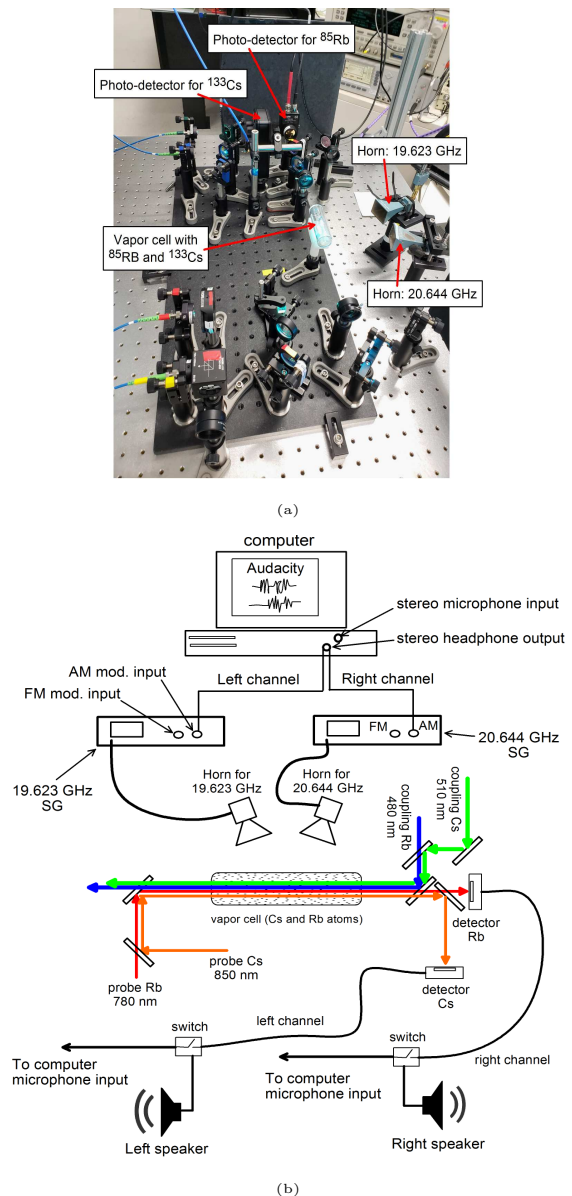 Photo-detector for ⁸⁵Rb
Photo-detector for ¹³³Cs
Horn: 19.623 GHz
Vapor cell with
⁸⁵RB and ¹³³Cs
Horn: 20.644 GHz
(a)
computer
Audacity
stereo microphone input
stereo headphone output
AM mod. input
FM mod. input
Left channel
Right channel
FM
AM
19.623 GHz
SG
20.644 GHz
SG
Horn for
19.623 GHz
Horn for
20.644 GHz
coupling Rb
480 nm
coupling Cs
510 nm
vapor cell (Cs and Rb atoms)
detector
Rb
probe Cs
850 nm
probe Rb
780 nm
detector
Cs
left channel
switch
switch
right channel
To computer
microphone input
To computer
microphone input
Left speaker
Right speaker
(b)